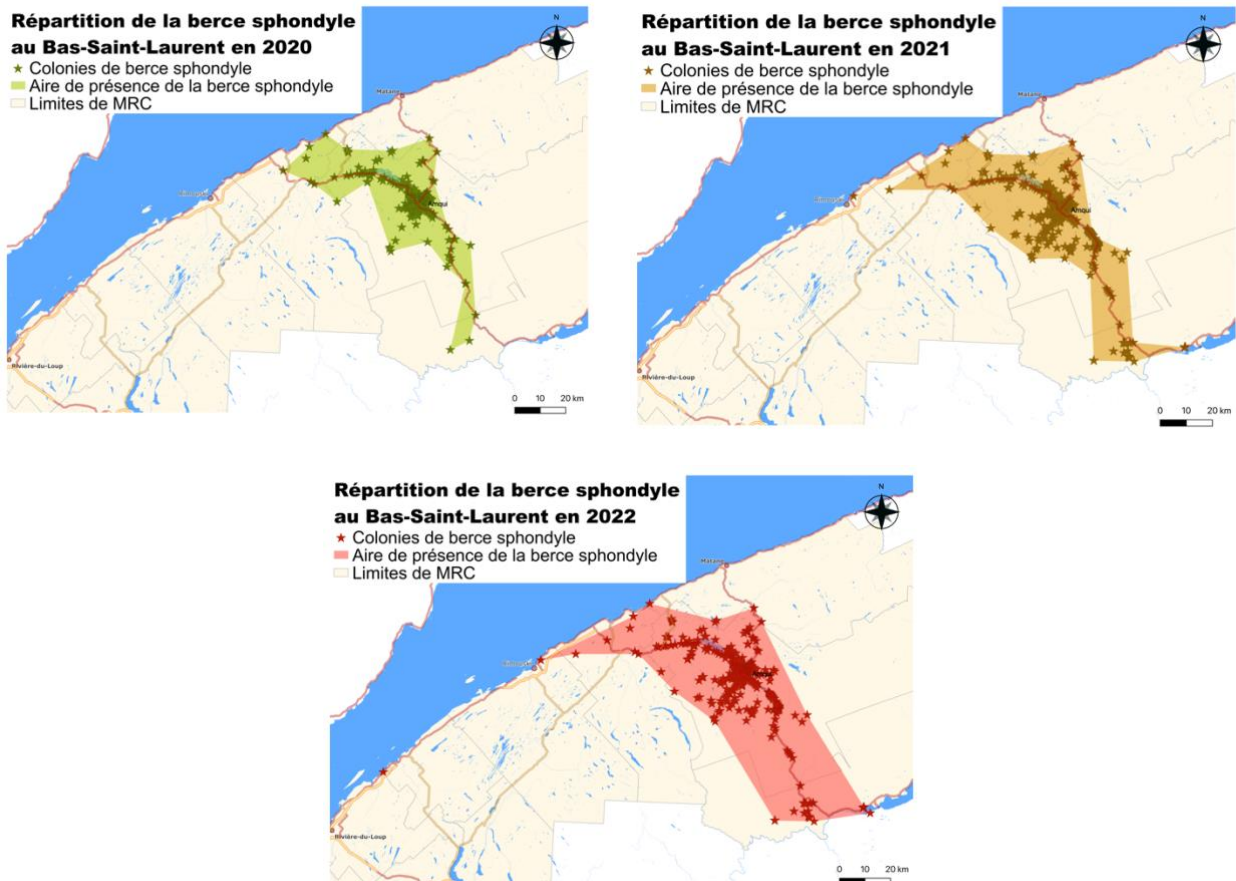 Répartition de la berce sphondyle
au Bas-Saint-Laurent en 2020
Colonies de berce sphondyle
Aire de présence de la berce sphondyle
Limites de MRC
N
Matane
Rimouski
Amqui
Rivière-du-Loup
0 10 20 km
Répartition de la berce sphondyle
au Bas-Saint-Laurent en 2021
Colonies de berce sphondyle
Aire de présence de la berce sphondyle
Limites de MRC
N
Matane
Rimouski
Amqui
Rivière-du-Loup
0 10 20 km
Répartition de la berce sphondyle
au Bas-Saint-Laurent en 2022
Colonies de berce sphondyle
Aire de présence de la berce sphondyle
Limites de MRC
N
Matane
Rimouski
Amqui
Rivière-du-Loup
0 10 20 km